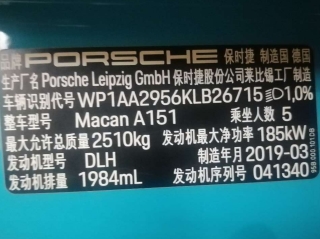 品牌 PORSCHE 保时捷 制造国 德国
生产厂名 Porsche Leipzig GmbH 保时捷股份公司莱比锡工厂制造
车辆识别代号 WP1AA2956KLB26715 1,0%
整车型号 Macan A151 乘坐人数 5
最大允许总质量 2510kg 发动机最大净功率 185kW
发动机型号 DLH 制造年月 2019-03
发动机排量 1984mL 发动机序列号 041340